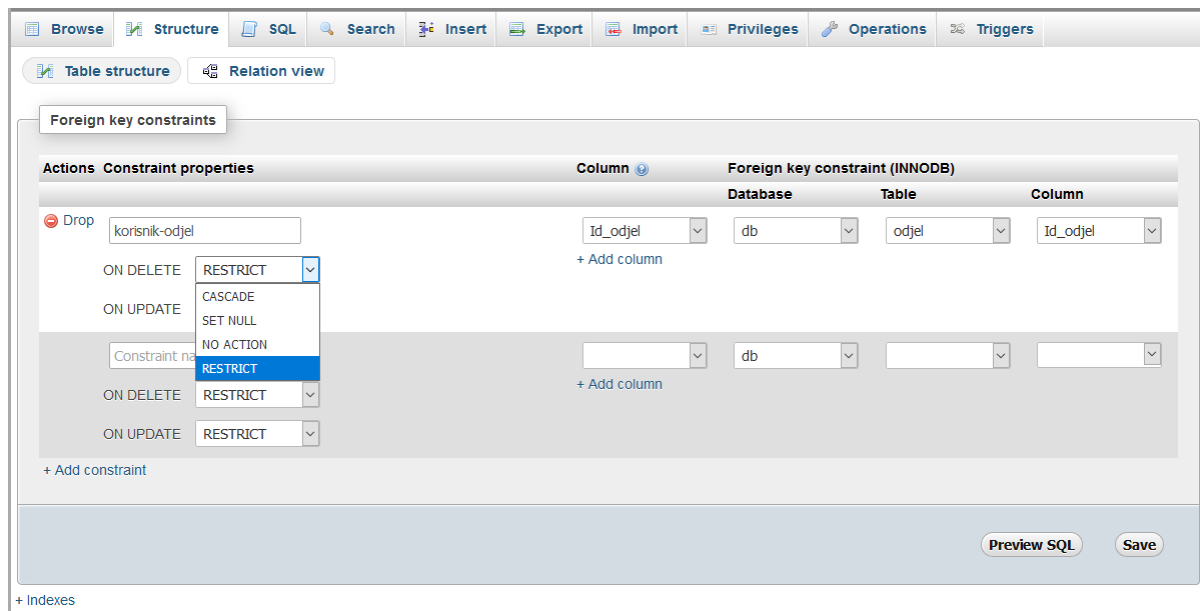 Browse Structure SQL Search Insert Export Import Privileges Operations Triggers
Table structure Relation view
Foreign key constraints
Actions Constraint properties Column Foreign key constraint (INNODB)
Database Table Column
Drop korisnik-odjel Id_odjel db odjel Id_odjel
+ Add column
ON DELETE RESTRICT
CASCADE
ON UPDATE
SET NULL
NO ACTION
Constraint na db
RESTRICT
+ Add column
ON DELETE RESTRICT
ON UPDATE RESTRICT
+ Add constraint
Preview SQL Save
+ Indexes